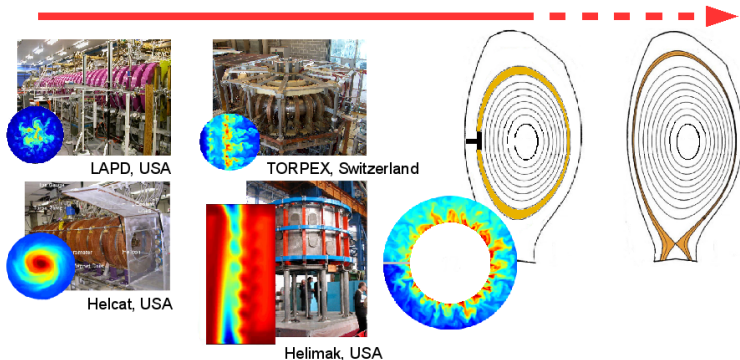 LAPD, USA
TORPEX, Switzerland
Helcat, USA
Helimak, USA